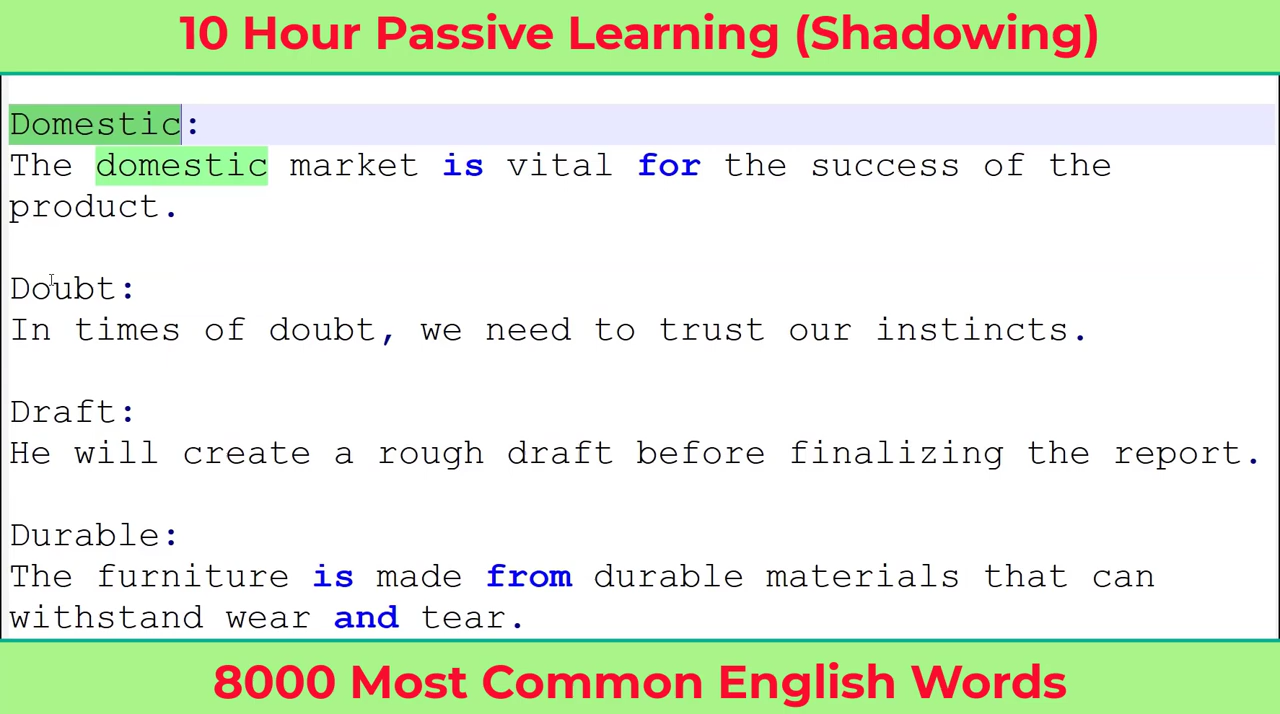 10 Hour Passive Learning (Shadowing)
Domestic:
The domestic market is vital for the success of the
product.
Doubt:
In times of doubt, we need to trust our instincts.
Draft:
He will create a rough draft before finalizing the report.
Durable:
The furniture is made from durable materials that can
withstand wear and tear.
8000 Most Common English Words